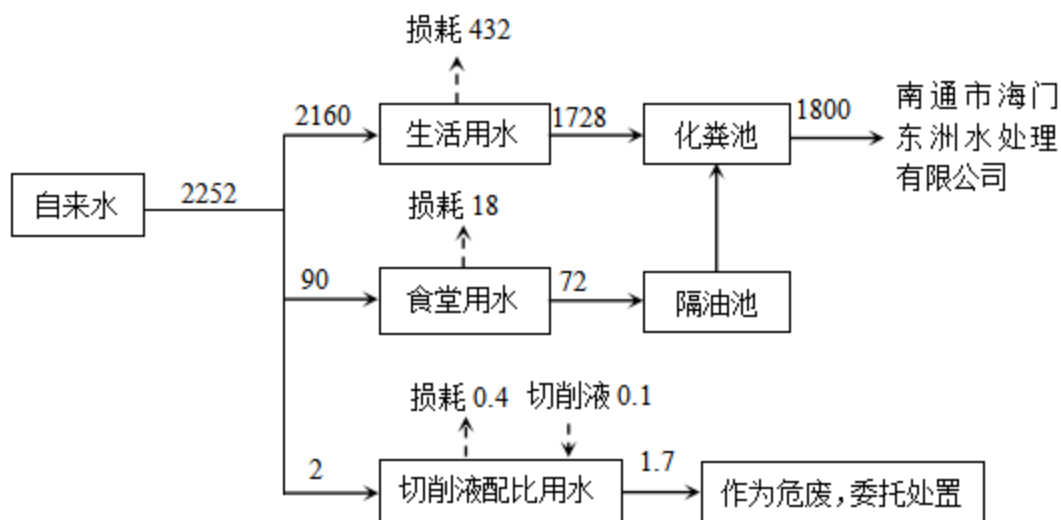 损耗 432
2160
生活用水
1728
化粪池
1800
南通市海门
东洲水处理
有限公司
自来水
2252
损耗 18
90
食堂用水
72
隔油池
损耗 0.4
切削液 0.1
2
切削液配比用水
1.7
作为危废,委托处置